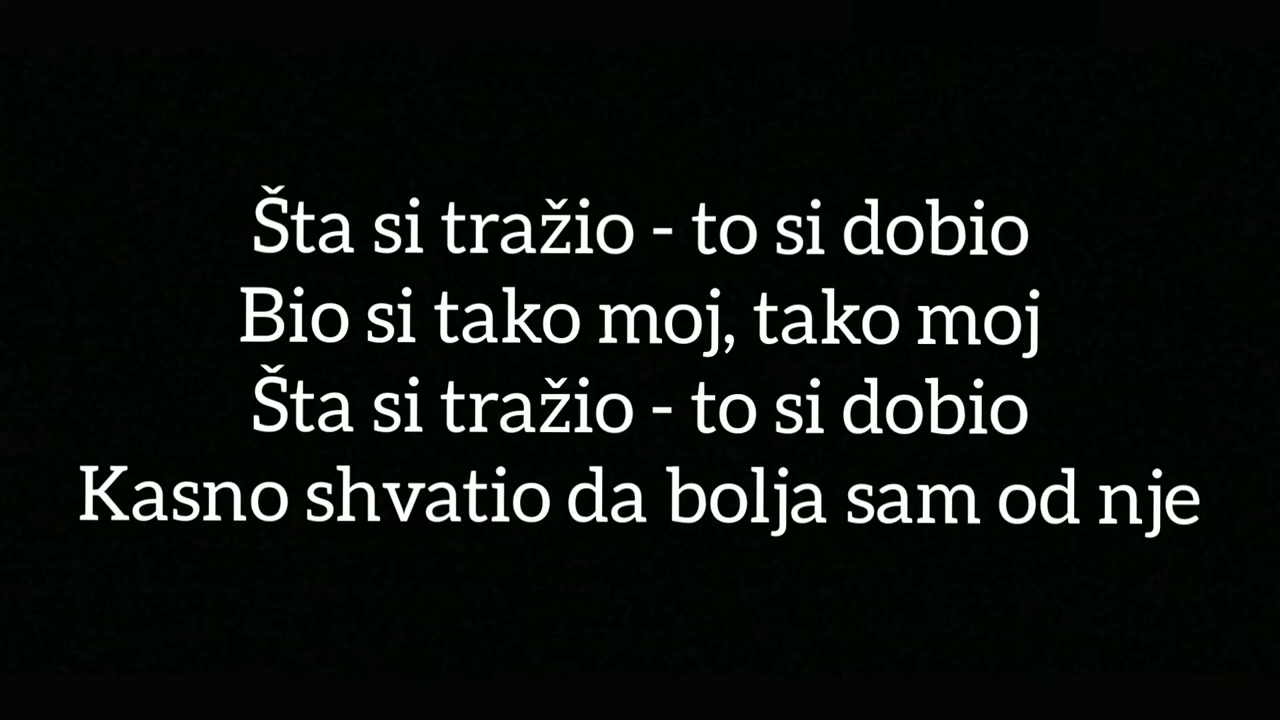 Šta si tražio - to si dobio
Bio si tako moj, tako moj
Šta si tražio - to si dobio
Kasno shvatio da bolja sam od nje